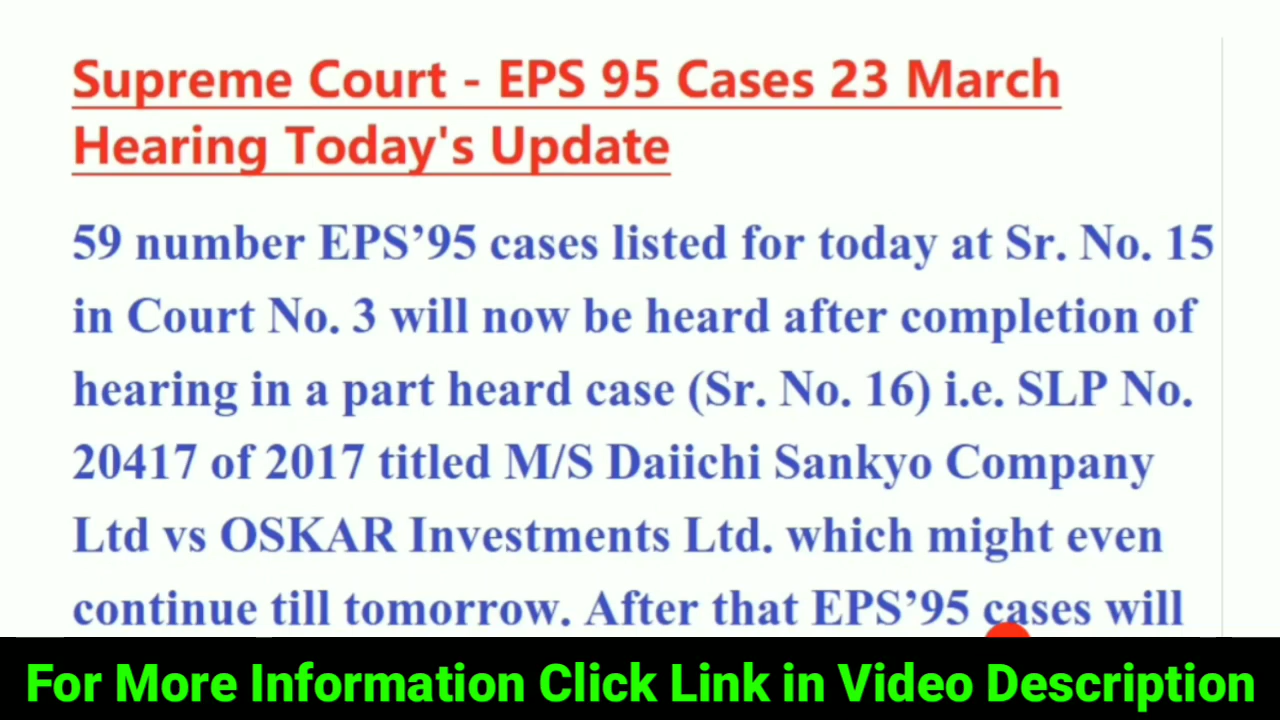 Supreme Court - EPS 95 Cases 23 March
Hearing Today's Update
59 number EPS’95 cases listed for today at Sr. No. 15
in Court No. 3 will now be heard after completion of
hearing in a part heard case (Sr. No. 16) i.e. SLP No.
20417 of 2017 titled M/S Daiichi Sankyo Company
Ltd vs OSKAR Investments Ltd. which might even
continue till tomorrow. After that EPS’95 cases will
For More Information Click Link in Video Description